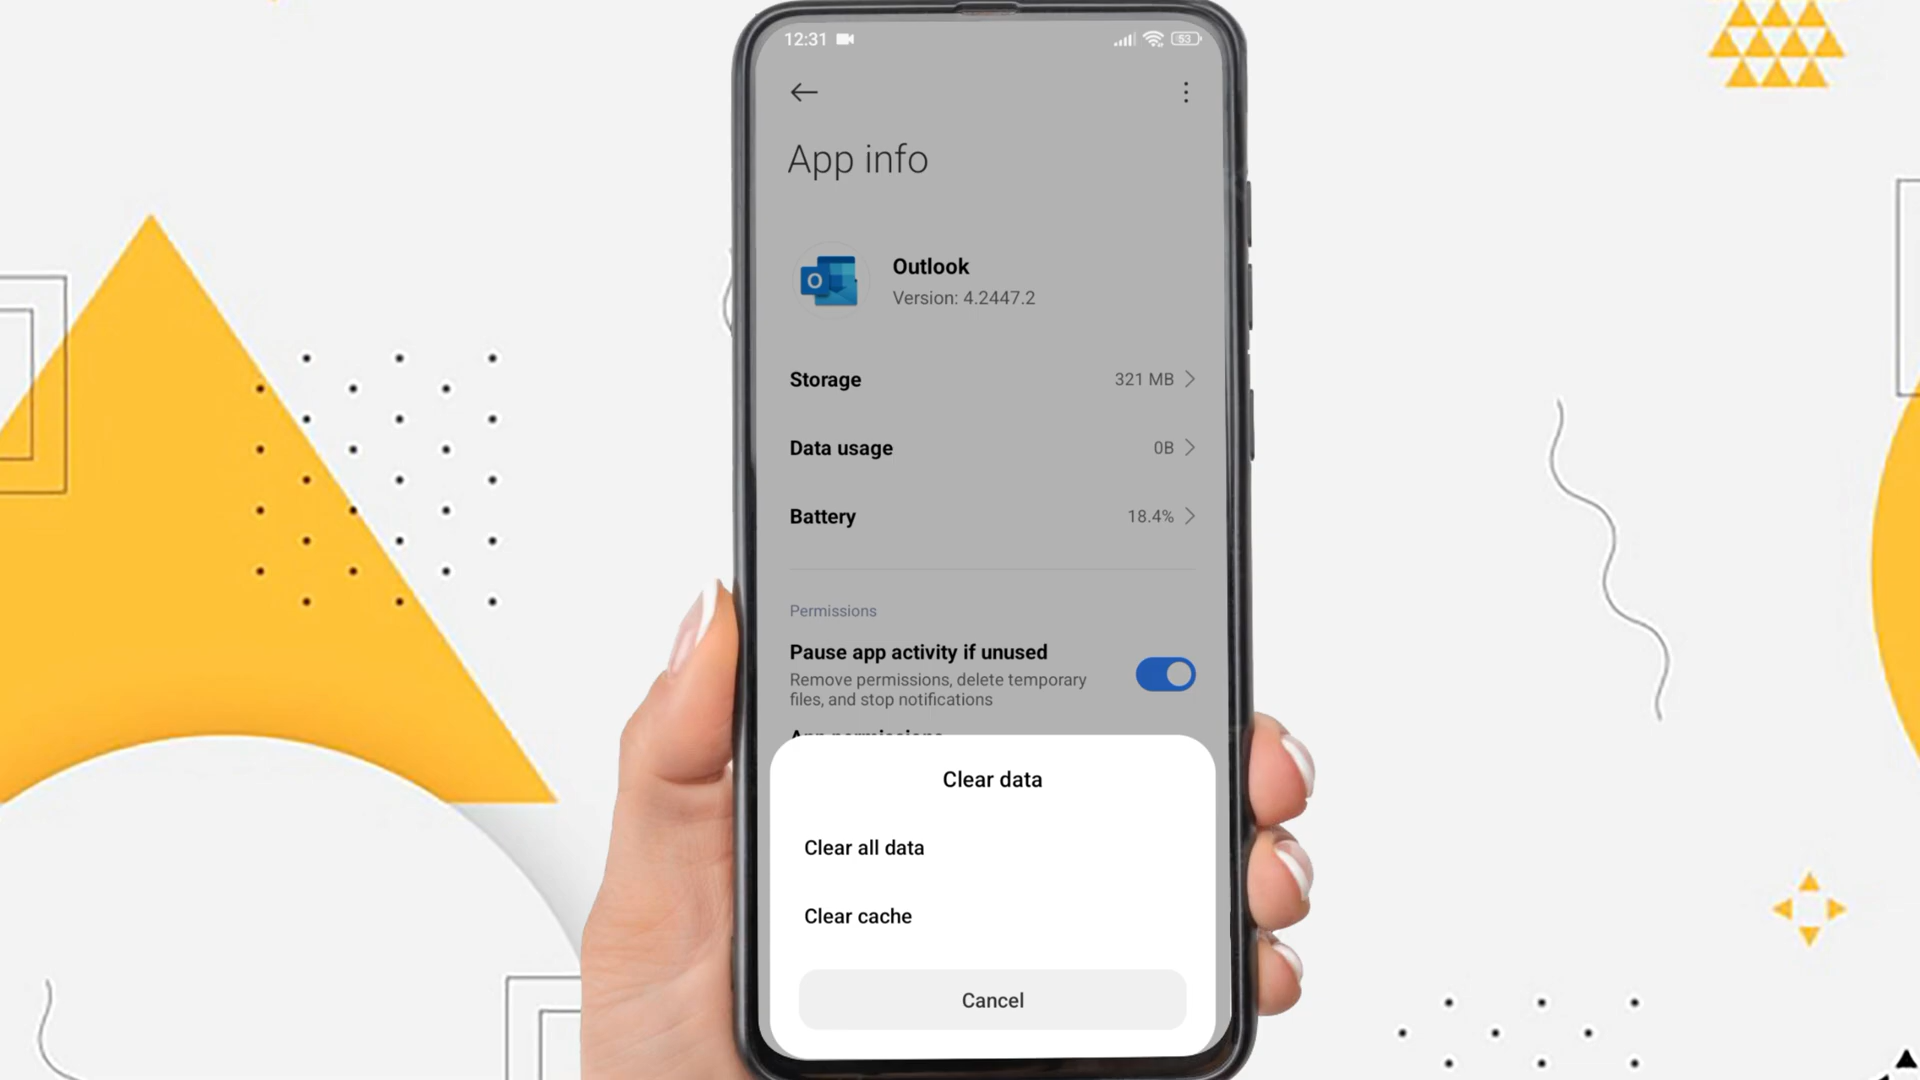 12:31
53
App info
O
Outlook
Version: 4.2447.2
Storage
321 MB
Data usage
0B
Battery
18.4%
Permissions
Pause app activity if unused
Remove permissions, delete temporary
files, and stop notifications
App permissions
Clear data
Clear all data
Clear cache
Cancel